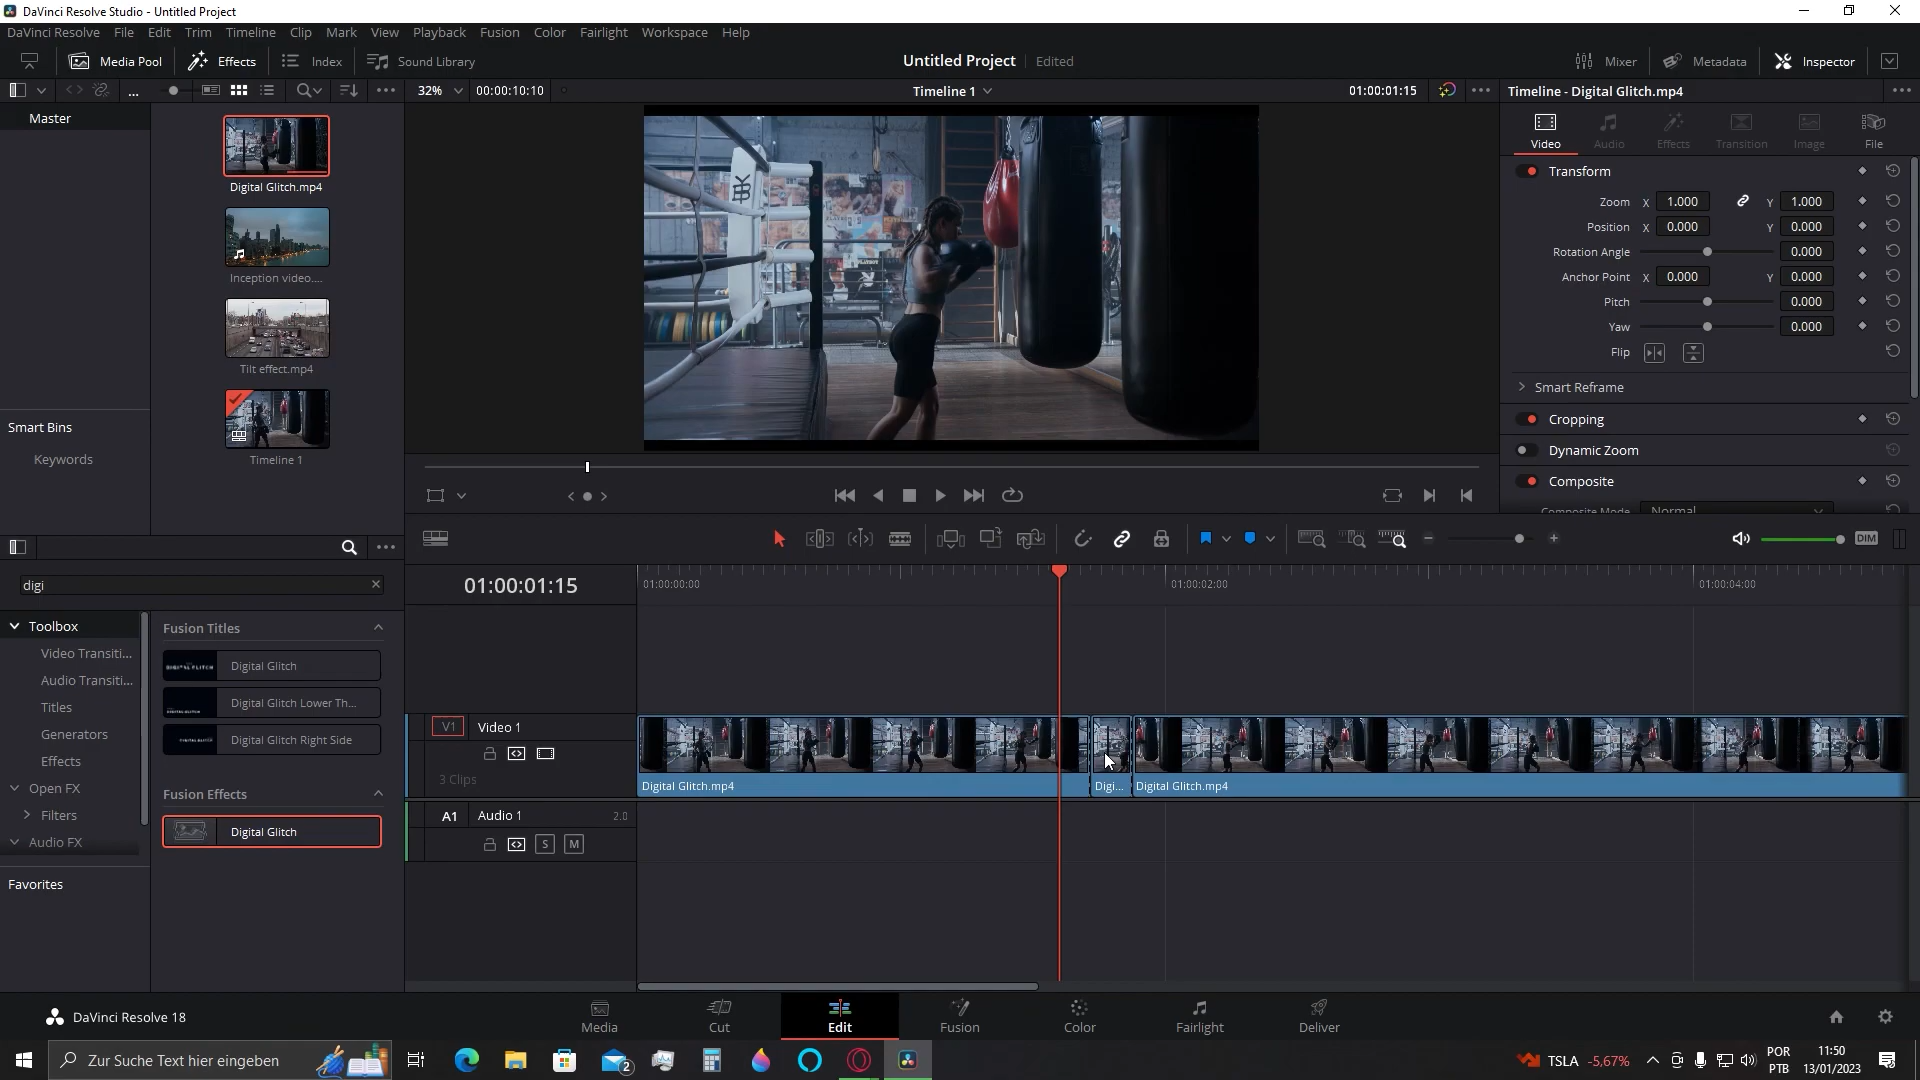 DaVinci Resolve Studio - Untitled Project
DaVinci Resolve File Edit Trim Timeline Clip Mark View Playback Fusion Color Fairlight Workspace Help
Media Pool Effects Index Sound Library Untitled Project Edited Mixer Metadata Inspector
32% 00:00:10:10 Timeline 1 01:00:01:15 Timeline - Digital Glitch.mp4
Master
Digital Glitch.mp4
Inception video....
Tilt effect.mp4
Timeline 1
Smart Bins
Keywords
Video Audio Effects Transition Image File
Transform
Zoom X 1.000 Y 1.000
Position X 0.000 Y 0.000
Rotation Angle 0.000
Anchor Point X 0.000 Y 0.000
Pitch 0.000
Yaw 0.000
Flip
Smart Reframe
Cropping
Dynamic Zoom
Composite
Composite Mode Normal
DIM
digi
Toolbox
Video Transiti...
Audio Transiti...
Titles
Generators
Effects
Open FX
Filters
Audio FX
Favorites
Fusion Titles
Digital Glitch
Digital Glitch Lower Th...
Digital Glitch Right Side
Fusion Effects
Digital Glitch
01:00:01:15
01:00:00:00 01:00:02:00 01:00:04:00
V1 Video 1
3 Clips
Digital Glitch.mp4 Digi... Digital Glitch.mp4
A1 Audio 1 2.0
S M
DaVinci Resolve 18
Media Cut Edit Fusion Color Fairlight Deliver
Zur Suche Text hier eingeben
2
TSLA -5,67%
POR
PTB
11:50
13/01/2023